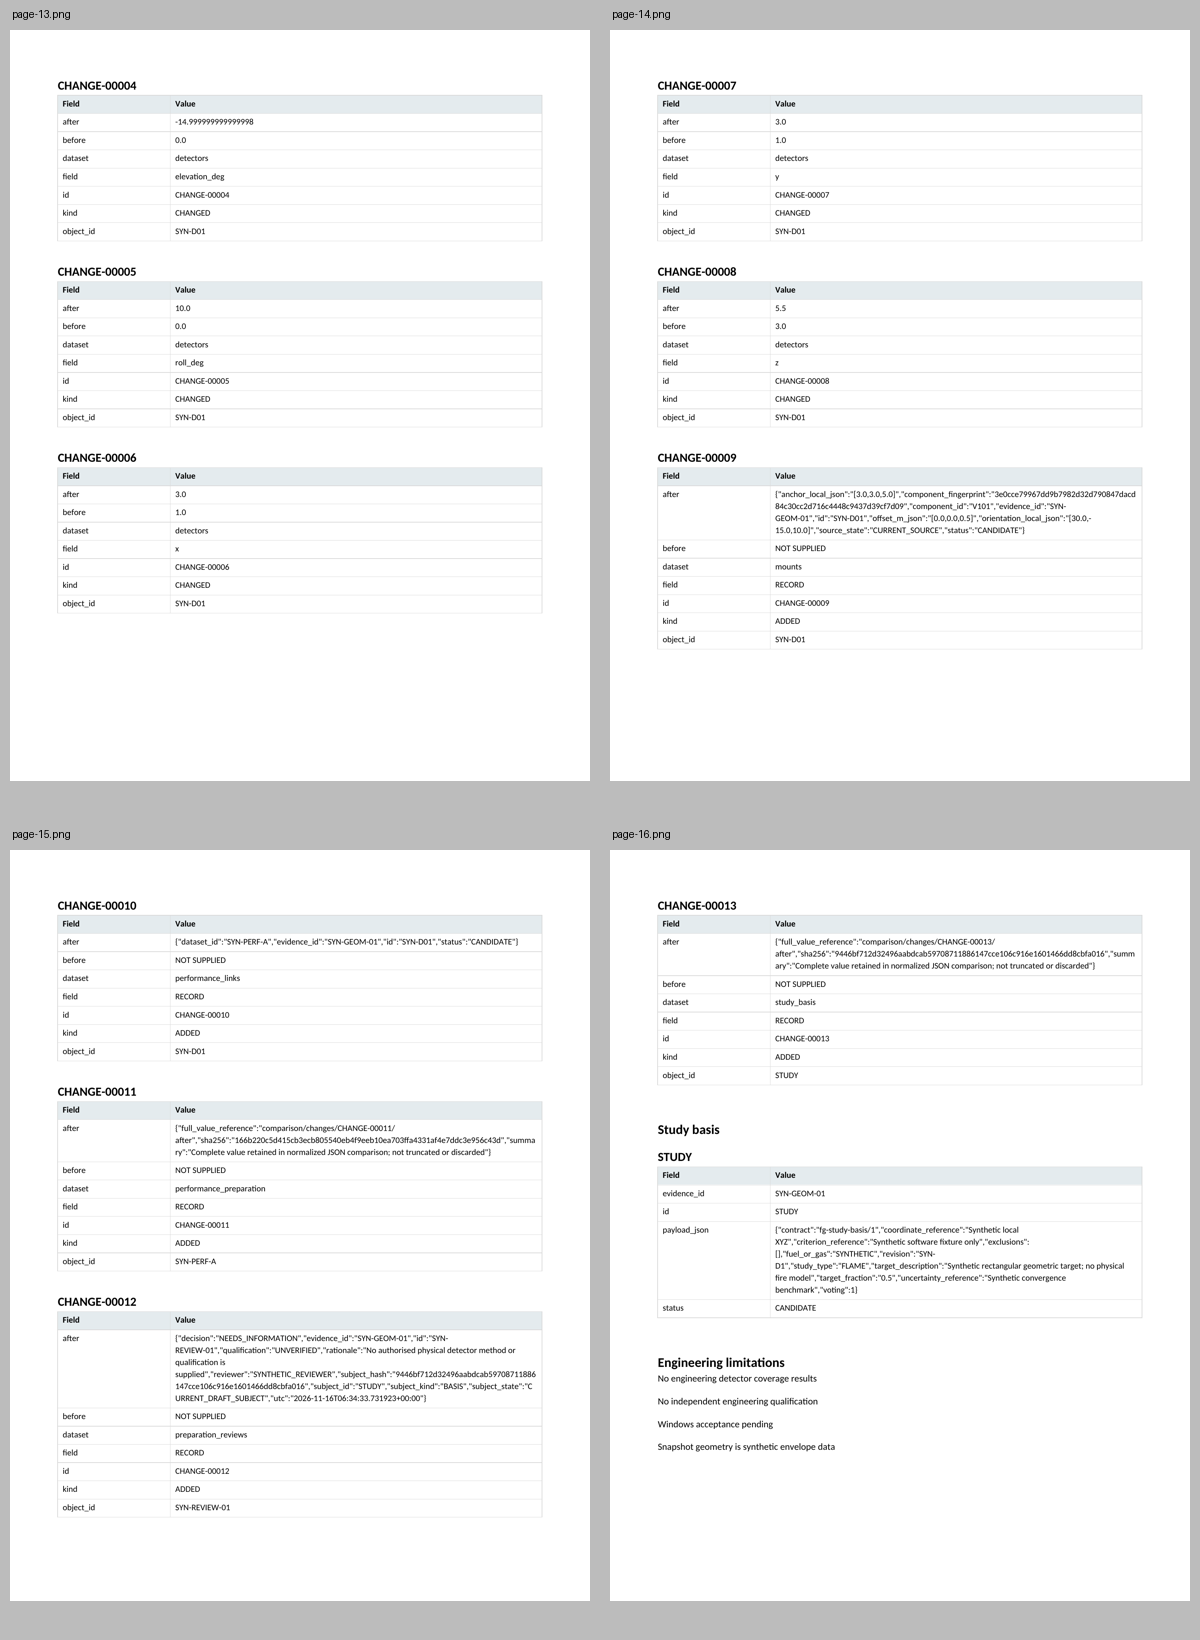 page-13.png
CHANGE-00004
Field Value
after -14.999999999999998
before 0.0
dataset detectors
field elevation_deg
id CHANGE-00004
kind CHANGED
object_id SYN-D01
CHANGE-00005
Field Value
after 10.0
before 0.0
dataset detectors
field roll_deg
id CHANGE-00005
kind CHANGED
object_id SYN-D01
CHANGE-00006
Field Value
after 3.0
before 1.0
dataset detectors
field x
id CHANGE-00006
kind CHANGED
object_id SYN-D01
page-14.png
CHANGE-00007
Field Value
after 3.0
before 1.0
dataset detectors
field y
id CHANGE-00007
kind CHANGED
object_id SYN-D01
CHANGE-00008
Field Value
after 5.5
before 3.0
dataset detectors
field z
id CHANGE-00008
kind CHANGED
object_id SYN-D01
CHANGE-00009
Field Value
after {"anchor_local_json":"[3.0,3.0,5.0]","component_fingerprint":"3e0cce79967dd9b7982d32d790847dacd
84c30cc2d716c4448c9437d39cf7d09","component_id":"V101","evidence_id":"SYN-
GEOM-01","id":"SYN-D01","offset_m_json":"[0.0,0.0,0.5]","orientation_local_json":"[30.0,-
15.0,10.0]","source_state":"CURRENT_SOURCE","status":"CANDIDATE"}
before NOT SUPPLIED
dataset mounts
field RECORD
id CHANGE-00009
kind ADDED
object_id SYN-D01
page-15.png
CHANGE-00010
Field Value
after {"dataset_id":"SYN-PERF-A","evidence_id":"SYN-GEOM-01","id":"SYN-D01","status":"CANDIDATE"}
before NOT SUPPLIED
dataset performance_links
field RECORD
id CHANGE-00010
kind ADDED
object_id SYN-D01
CHANGE-00011
Field Value
after {"full_value_reference":"comparison/changes/CHANGE-00011/
after","sha256":"166b220c5d415cb3ecb805540eb4f9eeb10ea703ffa4331af4e7ddc3e956c43d","summa
ry":"Complete value retained in normalized JSON comparison; not truncated or discarded"}
before NOT SUPPLIED
dataset performance_preparation
field RECORD
id CHANGE-00011
kind ADDED
object_id SYN-PERF-A
CHANGE-00012
Field Value
after {"decision":"NEEDS_INFORMATION","evidence_id":"SYN-GEOM-01","id":"SYN-
REVIEW-01","qualification":"UNVERIFIED","rationale":"No authorised physical detector method or
qualification is
supplied","reviewer":"SYNTHETIC_REVIEWER","subject_hash":"9446bf712d32496aabdcab59708711886
147cce106c916e1601466dd8cbfa016","subject_id":"STUDY","subject_kind":"BASIS","subject_state":"C
URRENT_DRAFT_SUBJECT","utc":"2026-11-16T06:34:33.731923+00:00"}
before NOT SUPPLIED
dataset preparation_reviews
field RECORD
id CHANGE-00012
kind ADDED
object_id SYN-REVIEW-01
page-16.png
CHANGE-00013
Field Value
after {"full_value_reference":"comparison/changes/CHANGE-00013/
after","sha256":"9446bf712d32496aabdcab59708711886147cce106c916e1601466dd8cbfa016","summ
ary":"Complete value retained in normalized JSON comparison; not truncated or discarded"}
before NOT SUPPLIED
dataset study_basis
field RECORD
id CHANGE-00013
kind ADDED
object_id STUDY
Study basis
STUDY
Field Value
evidence_id SYN-GEOM-01
id STUDY
payload_json {"contract":"fg-study-basis/1","coordinate_reference":"Synthetic local
XYZ","criterion_reference":"Synthetic software fixture only","exclusions":
[],"fuel_or_gas":"SYNTHETIC","revision":"SYN-
D1","study_type":"FLAME","target_description":"Synthetic rectangular geometric target; no physical
fire model","target_fraction":"0.5","uncertainty_reference":"Synthetic convergence
benchmark","voting":1}
status CANDIDATE
Engineering limitations
No engineering detector coverage results
No independent engineering qualification
Windows acceptance pending
Snapshot geometry is synthetic envelope data